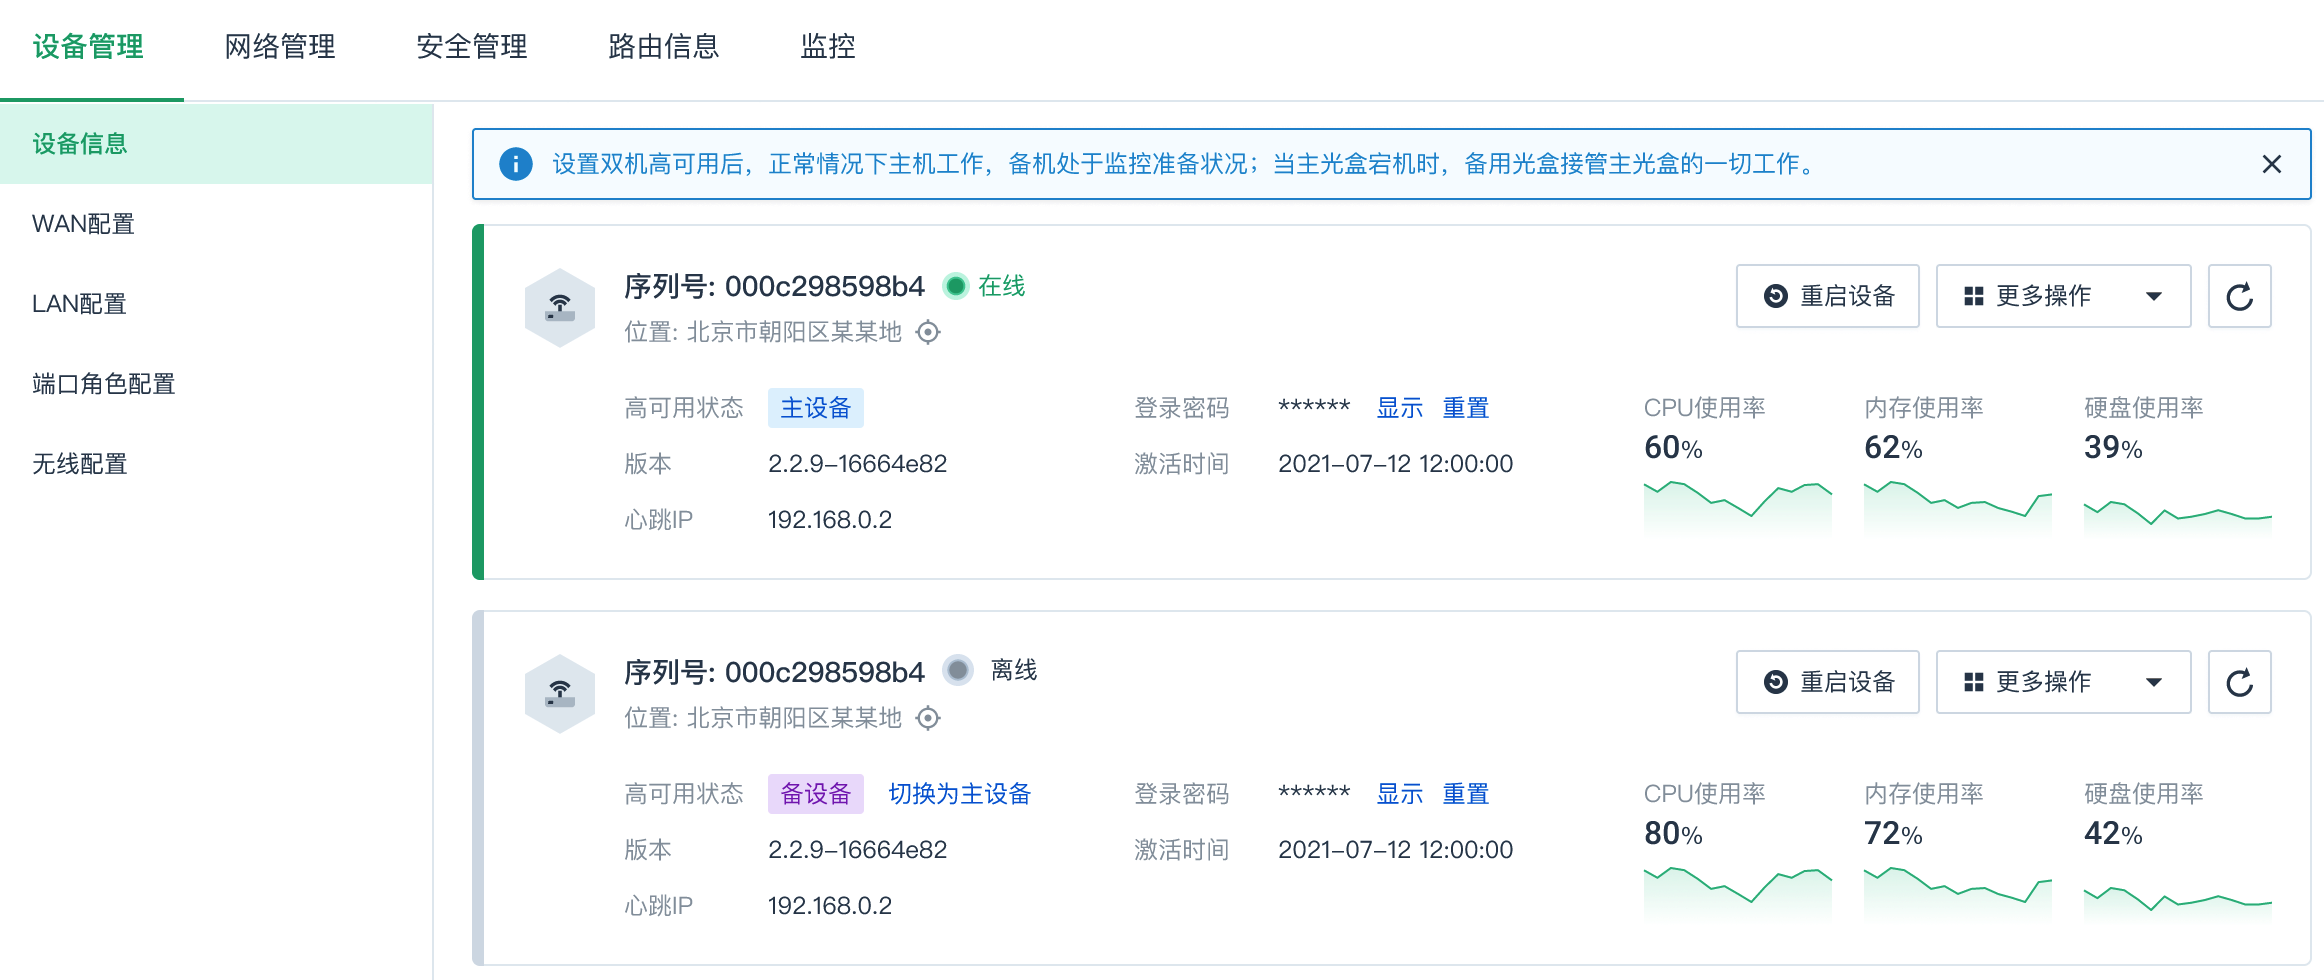 设备管理 网络管理 安全管理 路由信息 监控
设备信息
WAN配置
LAN配置
端口角色配置
无线配置
设置双机高可用后，正常情况下主机工作，备机处于监控准备状况；当主光盒宕机时，备用光盒接管主光盒的一切工作。
序列号: 000c298598b4 在线
位置: 北京市朝阳区某某地
重启设备 更多操作
高可用状态 主设备 登录密码 ****** 显示 重置
版本 2.2.9-16664e82 激活时间 2021-07-12 12:00:00
心跳IP 192.168.0.2
CPU使用率 内存使用率 硬盘使用率
60% 62% 39%
序列号: 000c298598b4 离线
位置: 北京市朝阳区某某地
重启设备 更多操作
高可用状态 备设备 切换为主设备 登录密码 ****** 显示 重置
版本 2.2.9-16664e82 激活时间 2021-07-12 12:00:00
心跳IP 192.168.0.2
CPU使用率 内存使用率 硬盘使用率
80% 72% 42%